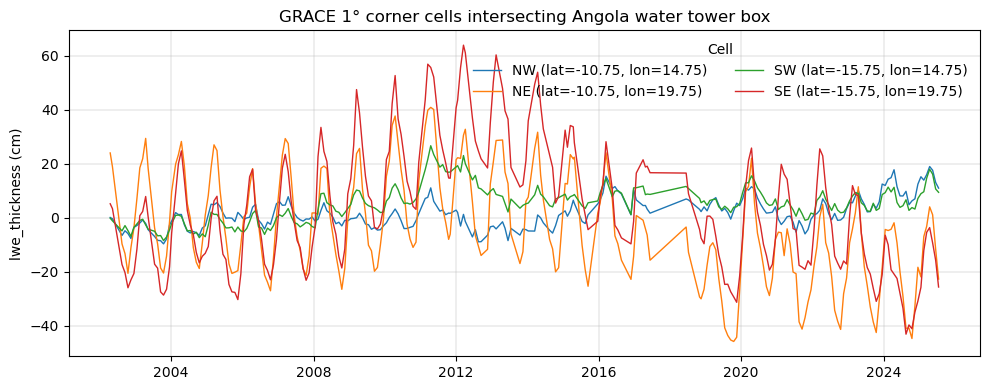 GRACE 1° corner cells intersecting Angola water tower box
Cell
NW (lat=-10.75, lon=14.75)
NE (lat=-10.75, lon=19.75)
SW (lat=-15.75, lon=14.75)
SE (lat=-15.75, lon=19.75)
lwe_thickness (cm)
60
40
20
0
−20
−40
2004
2008
2012
2016
2020
2024